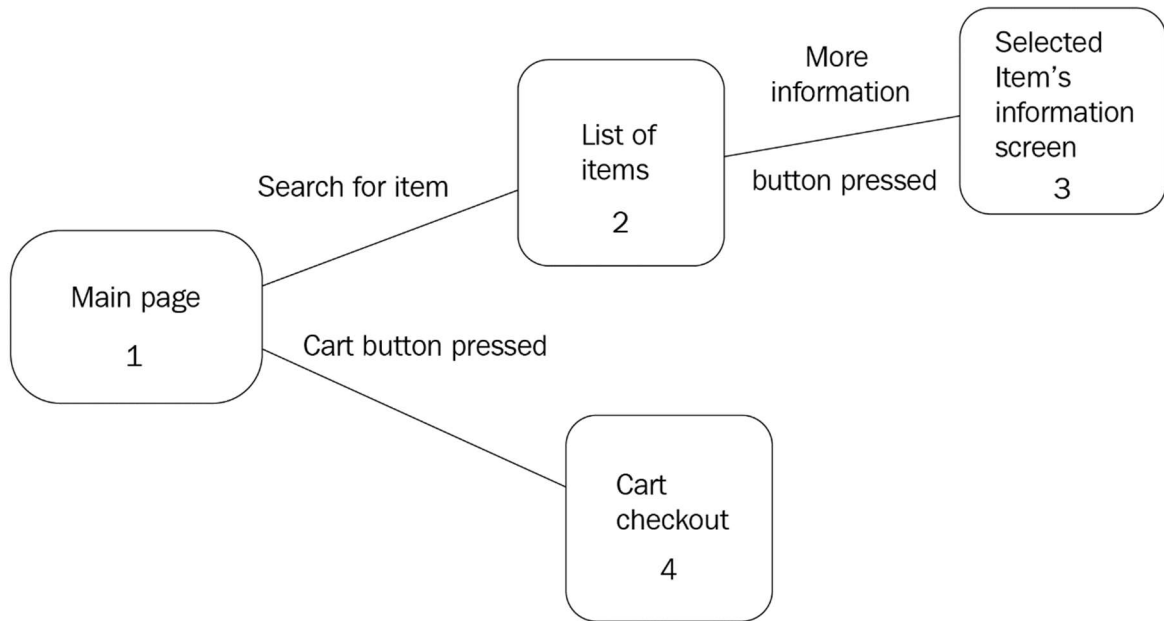 Main page
1
Search for item
List of
items
2
More
information
button pressed
Selected
Item’s
information
screen
3
Cart button pressed
Cart
checkout
4